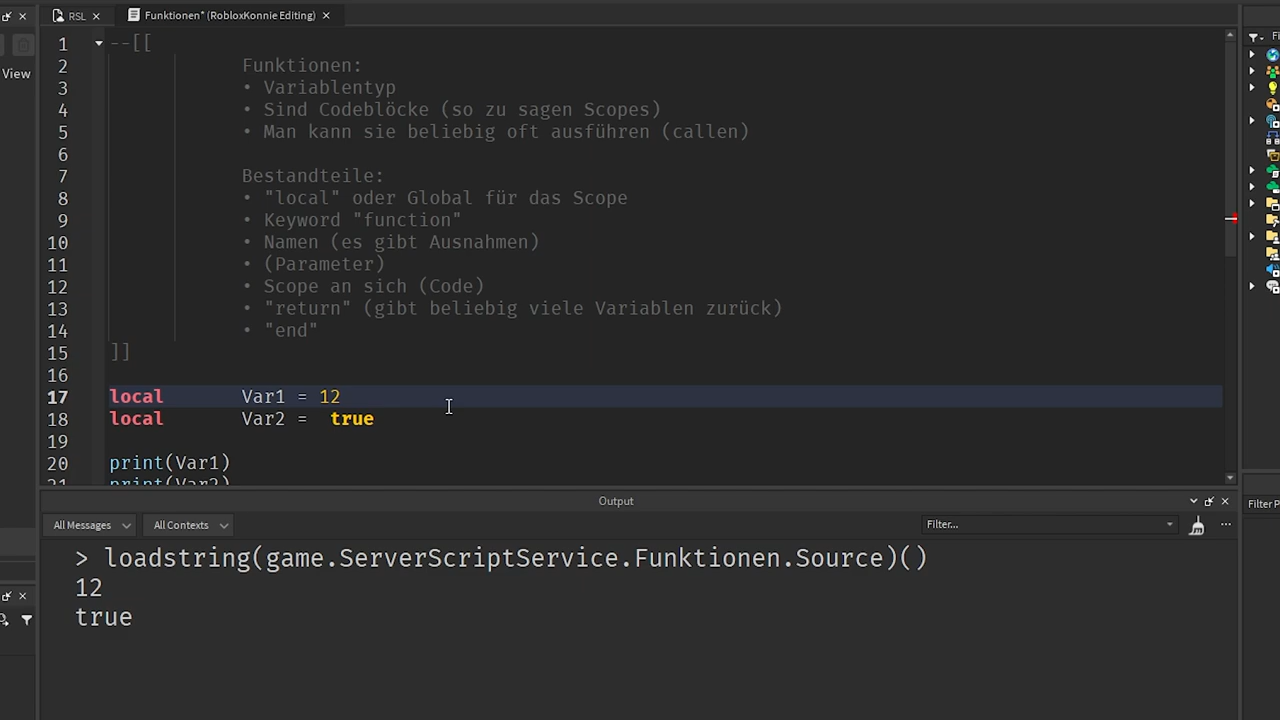 RSL
Funktionen* (RobloxKonnie Editing)
View
1 --[[
2 Funktionen:
3 • Variablentyp
4 • Sind Codeblöcke (so zu sagen Scopes)
5 • Man kann sie beliebig oft ausführen (callen)
6
7 Bestandteile:
8 • "local" oder Global für das Scope
9 • Keyword "function"
10 • Namen (es gibt Ausnahmen)
11 • (Parameter)
12 • Scope an sich (Code)
13 • "return" (gibt beliebig viele Variablen zurück)
14 • "end"
15 ]]
16
17 local Var1 = 12
18 local Var2 = true
19
20 print(Var1)
21 print(Var2)
Output
All Messages All Contexts Filter...
Filter P
> loadstring(game.ServerScriptService.Funktionen.Source)()
12
true